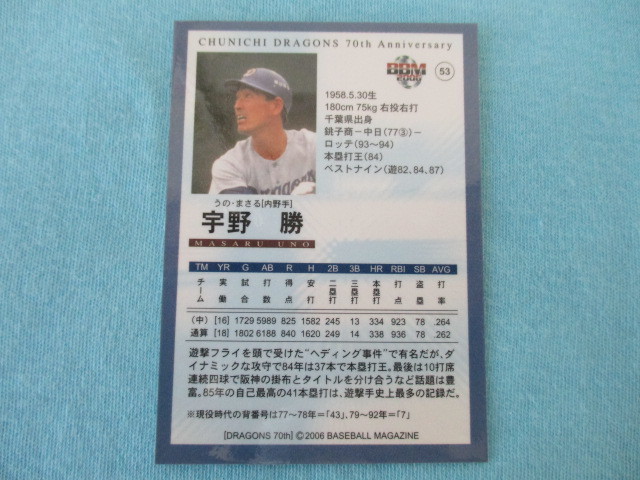 CHUNICHI DRAGONS 70th Anniversary
BBM
2006
53
1958.5.30生
180cm 75kg 右投右打
千葉県出身
銚子商－中日(77③)－
ロッテ(93～94)
本塁打王(84)
ベストナイン(遊82,84,87)
うの・まさる[内野手]
宇野 勝
MASARU UNO
TM YR G AB R H 2B 3B HR RBI SB AVG
チーム 実働 試合 打数 得点 安打 二塁打 三塁打 本塁打 打点 盗塁 打率
(中) [16] 1729 5989 825 1582 245 13 334 923 78 .264
通算 [18] 1802 6188 840 1620 249 14 338 936 78 .262
遊撃フライを頭で受けた“ヘディング事件”で有名だが、ダ
イナミックな攻守で84年は37本で本塁打王。最後は10打席
連続四球で阪神の掛布とタイトルを分け合うなど話題は豊
富。85年の自己最高の41本塁打は、遊撃手史上最多の記録だ。
※現役時代の背番号は77～78年＝「43」、79～92年＝「7」
[DRAGONS 70th] ©2006 BASEBALL MAGAZINE